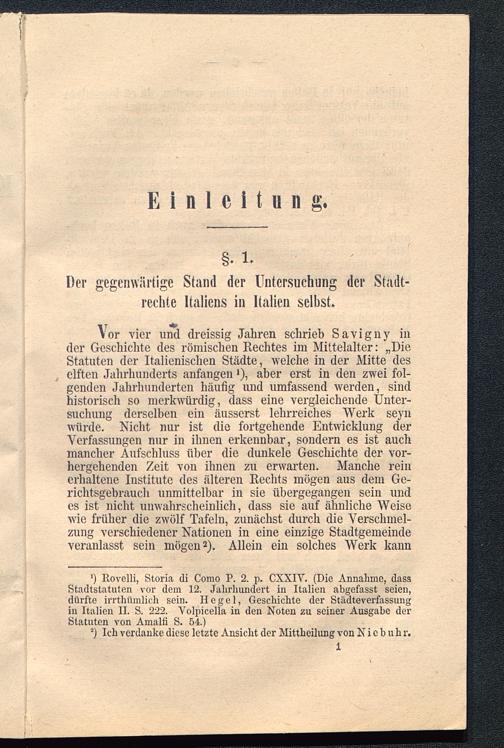 Einleitung.
§. 1.
Der gegenwärtige Stand der Untersuchung der Stadt-
rechte Italiens in Italien selbst.
Vor vier und dreissig Jahren schrieb Savigny in
der Geschichte des römischen Rechtes im Mittelalter: „Die
Statuten der Italienischen Städte, welche in der Mitte des
elften Jahrhunderts anfangen ¹), aber erst in den zwei fol-
genden Jahrhunderten häufig und umfassend werden, sind
historisch so merkwürdig, dass eine vergleichende Unter-
suchung derselben ein äusserst lehrreiches Werk seyn
würde. Nicht nur ist die fortgehende Entwicklung der
Verfassungen nur in ihnen erkennbar, sondern es ist auch
mancher Aufschluss über die dunkle Geschichte der vor-
hergehenden Zeit von ihnen zu erwarten. Manche rein
erhaltene Institute des älteren Rechts mögen aus dem Ge-
richtsgebrauch unmittelbar in sie übergegangen sein und
es ist nicht unwahrscheinlich, dass sie auf ähnliche Weise
wie früher die zwölf Tafeln, zunächst durch die Verschmel-
zung verschiedener Nationen in eine einzige Stadtgemeinde
veranlasst sein mögen ²). Allein ein solches Werk kann
¹) Rovelli, Storia di Como P. 2. p. CXXIV. (Die Annahme, dass
Stadtstatuten vor dem 12. Jahrhundert in Italien abgefasst seien,
dürfte irrthümlich sein. Hegel, Geschichte der Städteverfassung
in Italien II. S. 222. Volpicella in den Noten zu seiner Ausgabe der
Statuten von Amalfi S. 54.)
²) Ich verdanke diese letzte Ansicht der Mittheilung von Niebuhr.
1